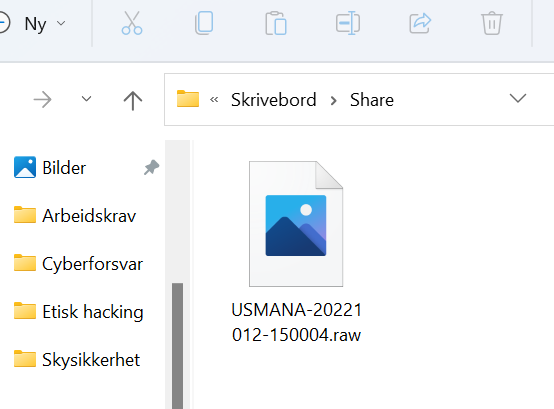 Ny
« Skrivebord > Share
Bilder
Arbeidskrav
Cyberforsvar
Etisk hacking
Skysikkerhet
USMANA-20221
012-150004.raw